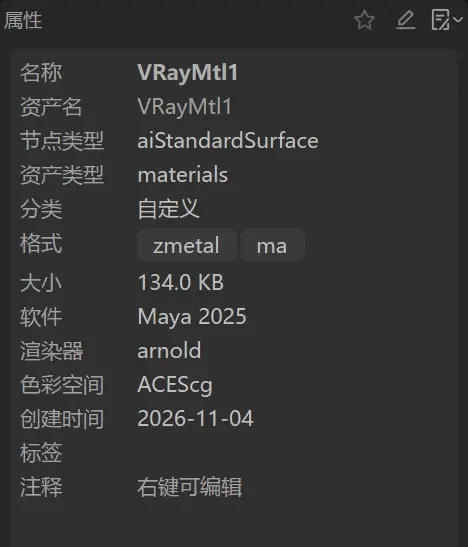 属性
名称 VRayMtl1
资产名 VRayMtl1
节点类型 aiStandardSurface
资产类型 materials
分类 自定义
格式 zmetal ma
大小 134.0 KB
软件 Maya 2025
渲染器 arnold
色彩空间 ACEScg
创建时间 2026-11-04
标签
注释 右键可编辑